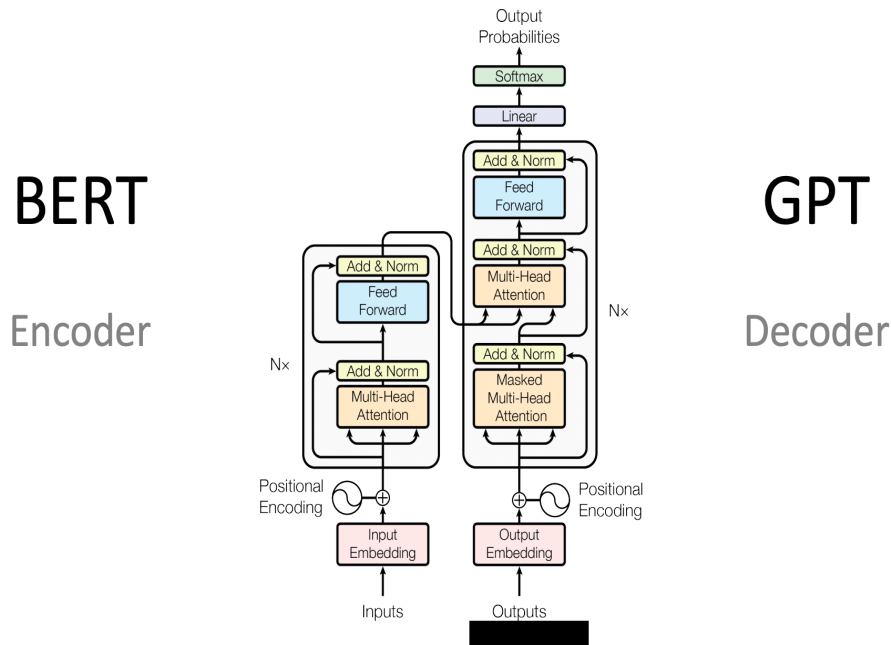 BERT
Encoder
Output
Probabilities
Softmax
Linear
Add & Norm
Feed
Forward
Add & Norm
Multi-Head
Attention
Add & Norm
Masked
Multi-Head
Attention
N×
Add & Norm
Feed
Forward
N×
Add & Norm
Multi-Head
Attention
Positional
Encoding
Positional
Encoding
Input
Embedding
Output
Embedding
Inputs
Outputs
GPT
Decoder